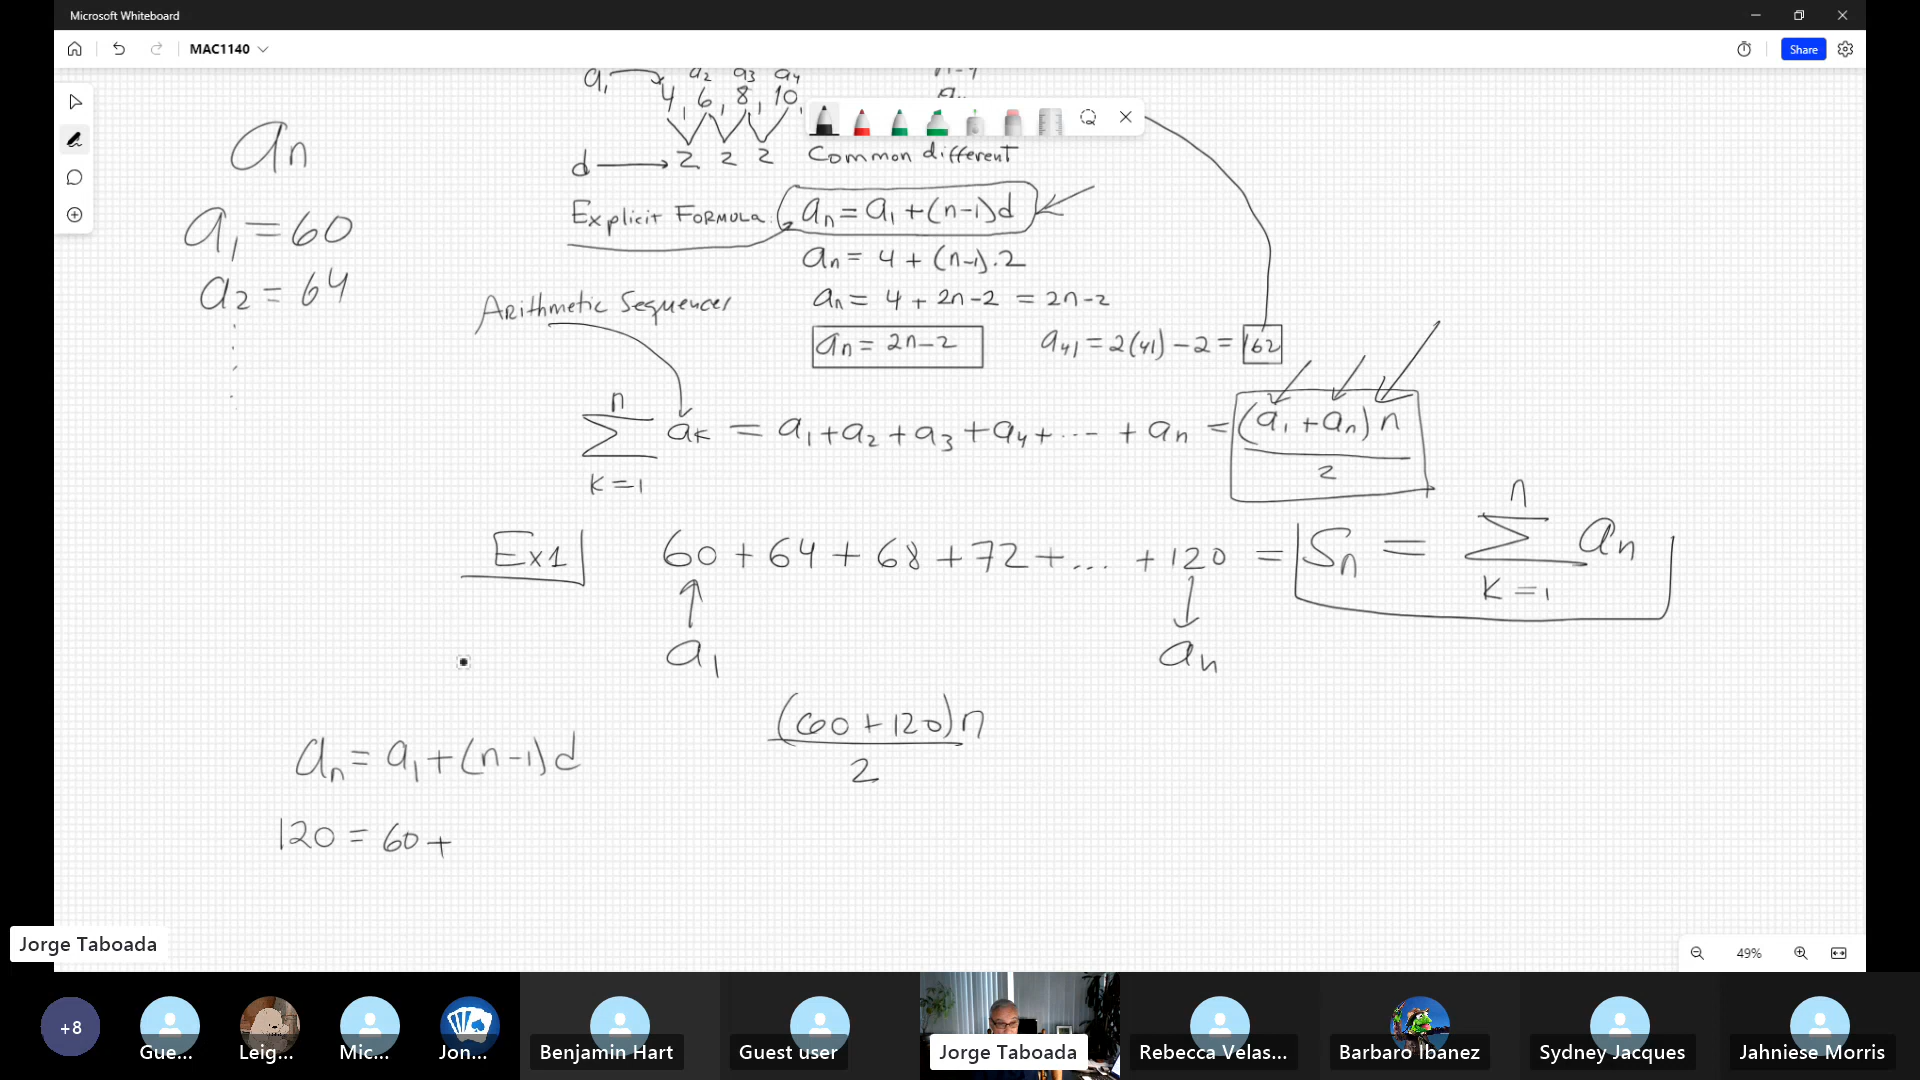 Microsoft Whiteboard
MAC1140
Share
a₁ a₂ a₃ a₄
4, 6, 8, 10,
d → 2 2 2 Common different
Explicit Formula: aₙ = a₁ + (n-1)d
aₙ = 4 + (n-1).2
aₙ = 4 + 2n-2 = 2n-2
aₙ = 2n-2 a₄₁ = 2(41) - 2 = 162
aₙ
a₁ = 60
a₂ = 64
Arithmetic Sequences
n
∑ aₖ = a₁ + a₂ + a₃ + a₄ + ... + aₙ = (a₁ + aₙ) n
K = 1
2
Ex1 60 + 64 + 68 + 72 + ... + 120 = Sₙ = ∑ aₙ
n
K = 1
a₁ aₙ
(60 + 120) n
2
aₙ = a₁ + (n-1)d
120 = 60 +
49%
Jorge Taboada
+8
Gue...
Leig...
Mic...
Jon...
Benjamin Hart
Guest user
Jorge Taboada
Rebecca Velas...
Barbaro Ibanez
Sydney Jacques
Jahniese Morris